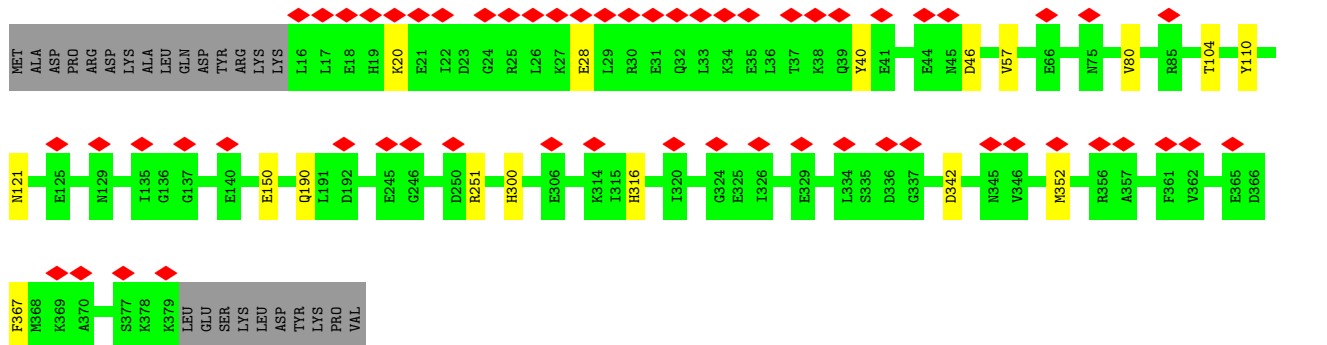 MET ALA ASP PRO ARG ASP LYS ALA LEU GLN ASP TYR ARG LYS LYS L16 L17 E18 H19 K20 E21 I22 D23 G24 R25 L26 K27 E28 L29 R30 E31 Q32 L33 K34 E35 L36 T37 K38 Q39 Y40 E41 E44 N45 D46 V57 E66 N75 V80 R85 T104 Y110
N121 E125 N129 I135 G136 G137 E140 E150 Q190 L191 D192 E245 G246 D250 R251 H300 E306 K314 I315 H316 I320 G324 E325 I326 E329 L334 S335 D336 G337 D342 N345 V346 M352 R356 A357 F361 V362 E365 D366
F367 M368 K369 A370 S377 K378 K379 LEU GLU SER LYS LEU ASP TYR LYS PRO VAL